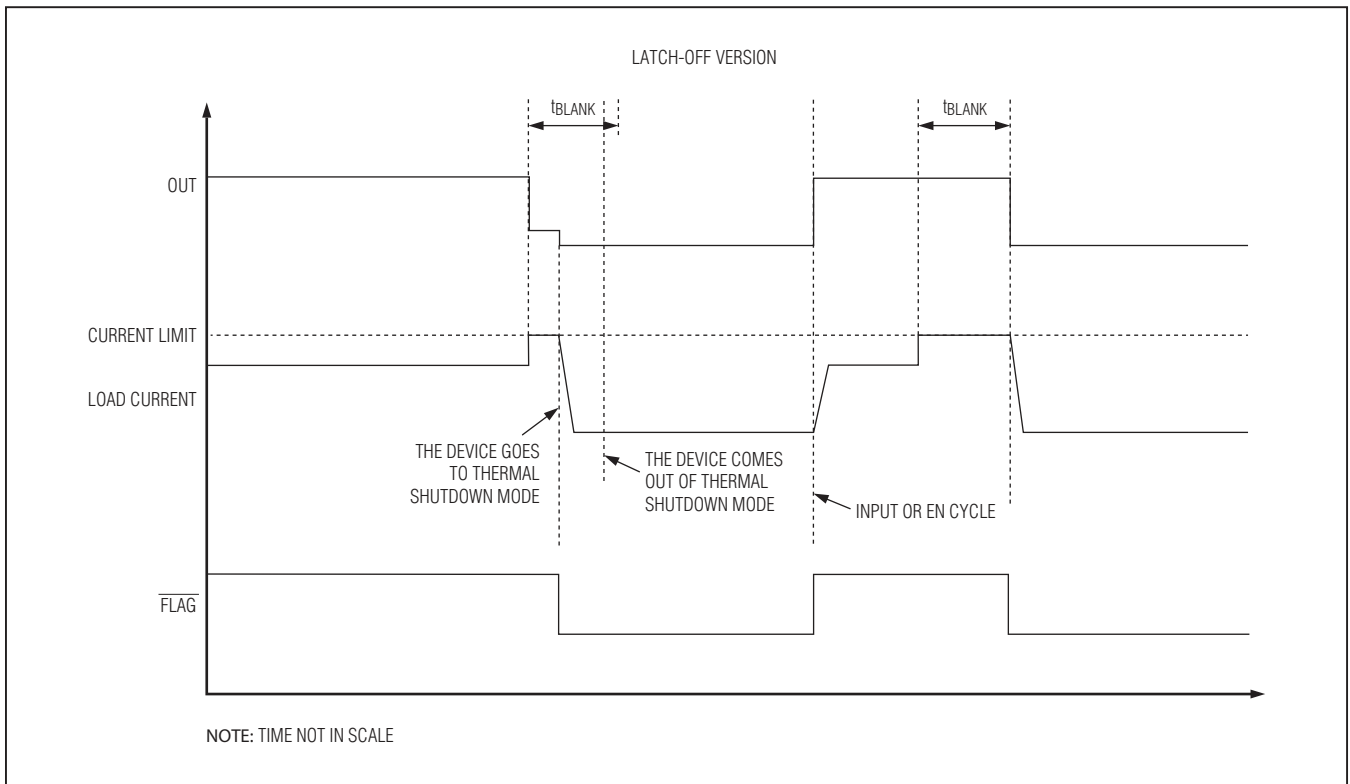 LATCH-OFF VERSION
tBLANK
tBLANK
OUT
CURRENT LIMIT
LOAD CURRENT
THE DEVICE GOES
TO THERMAL
SHUTDOWN MODE
THE DEVICE COMES
OUT OF THERMAL
SHUTDOWN MODE
INPUT OR EN CYCLE
FLAG
NOTE: TIME NOT IN SCALE